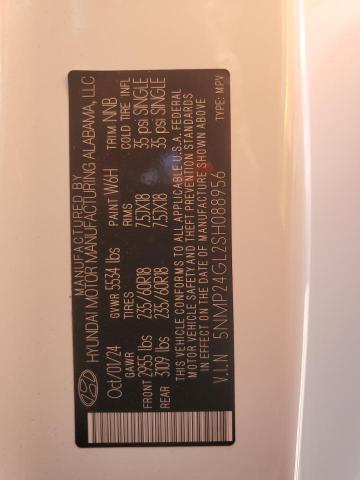 MANUFACTURED BY
HYUNDAI MOTOR MANUFACTURING ALABAMA, LLC
Oct/01/24 GVWR 5534 lbs PAINT W6H TRIM NNB
TIRES RIMS COLD TIRE INFL
FRONT 2955 lbs 235/60R18 7.5JX18 35 psi SINGLE
REAR 3109 lbs 235/60R18 7.5JX18 35 psi SINGLE
THIS VEHICLE CONFORMS TO ALL APPLICABLE U.S.A. FEDERAL
MOTOR VEHICLE SAFETY AND THEFT PREVENTION STANDARDS
IN EFFECT ON THE DATE OF MANUFACTURE SHOWN ABOVE
V.I.N 5NMP24GL2SH088956 TYPE: MPV